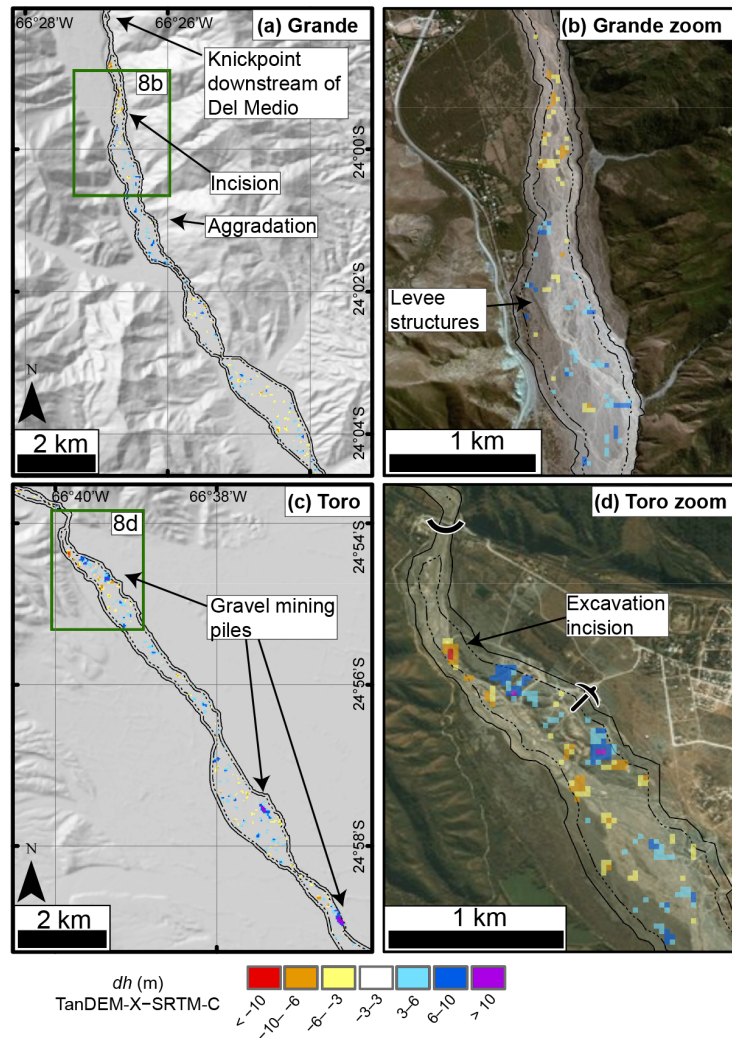 66°28'W
66°26'W
(a) Grande
(b) Grande zoom
8b
Knickpoint
downstream of
Del Medio
24°00'S
Incision
Aggradation
24°02'S
Levee
structures
N
24°04'S
2 km
1 km
66°40'W
66°38'W
(c) Toro
(d) Toro zoom
8d
24°54'S
Gravel mining
piles
Excavation
incision
24°56'S
24°58'S
N
2 km
1 km
dh (m)
TanDEM-X−SRTM-C
< −10
−10– −6
−6– −3
−3–3
3-6
6–10
> 10